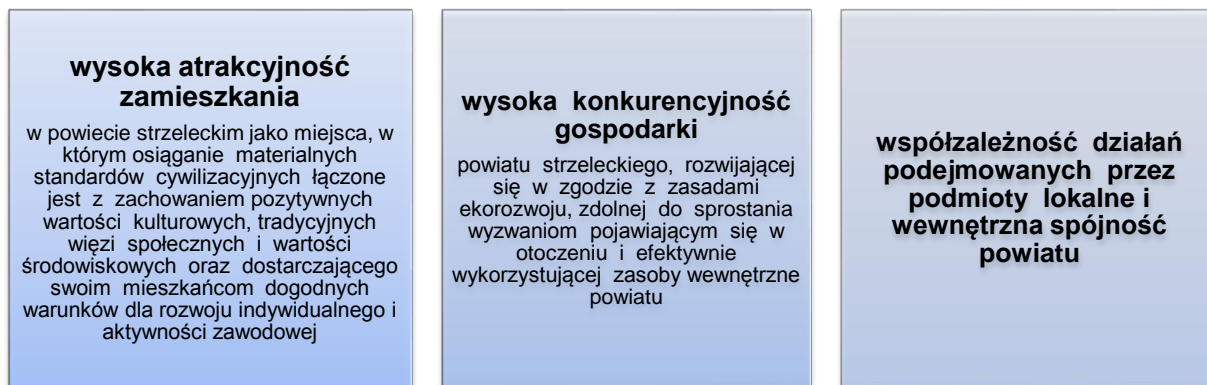 wysoka atrakcyjność
zamieszkania
w powiecie strzeleckim jako miejsca, w
którym osiąganie materialnych
standardów cywilizacyjnych łączone
jest z zachowaniem pozytywnych
wartości kulturowych, tradycyjnych
więzi społecznych i wartości
środowiskowych oraz dostarczającego
swoim mieszkańcom dogodnych
warunków dla rozwoju indywidualnego i
aktywności zawodowej
wysoka konkurencyjność
gospodarki
powiatu strzeleckiego, rozwijającej
się w zgodzie z zasadami
ekorozwoju, zdolnej do sprostania
wyzwaniom pojawiającym się w
otoczeniu i efektywnie
wykorzystującej zasoby wewnętrzne
powiatu
współzależność działań
podejmowanych przez
podmioty lokalne i
wewnętrzna spójność
powiatu